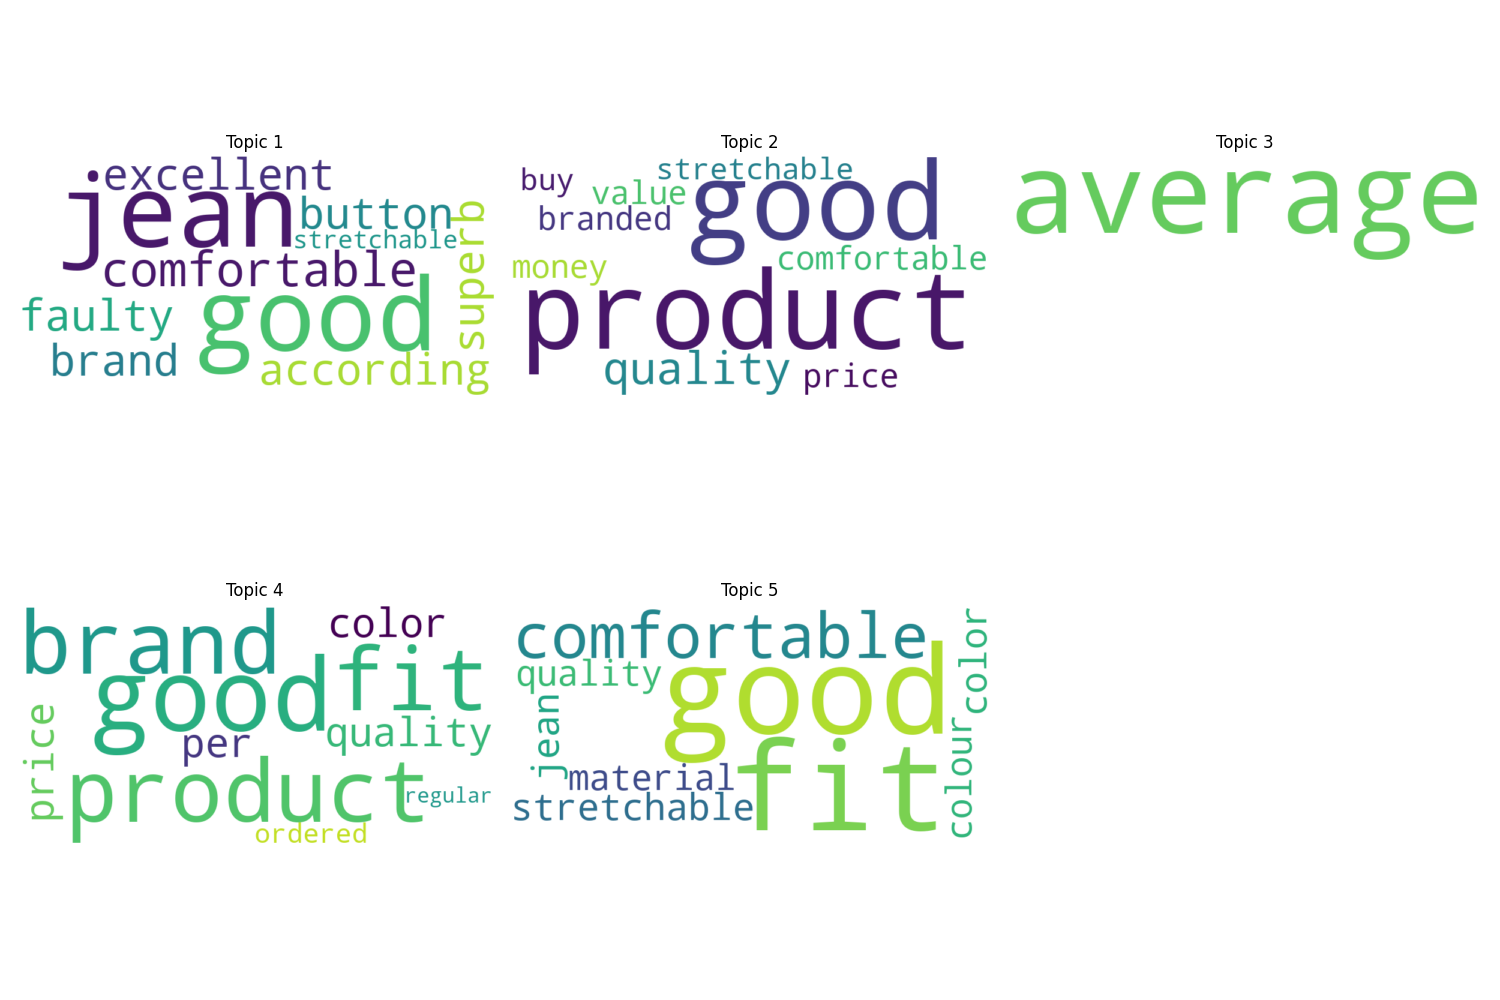 Topic 1
excellent
jean
button
stretchable
superb
comfortable
faulty
good
brand
according
Topic 2
stretchable
buy
value
good
branded
comfortable
money
product
quality
price
Topic 3
average
Topic 4
brand
color
good
fit
price
per
quality
product
regular
ordered
Topic 5
comfortable
color
quality
good
jean
material
fit
colour
stretchable